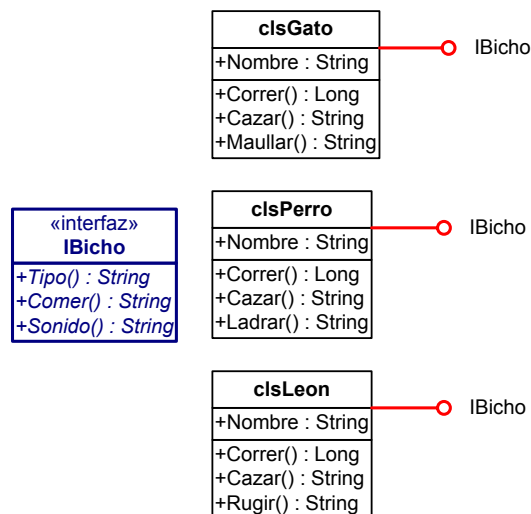 clsGato
+Nombre : String
+Correr() : Long
+Cazar() : String
+Maullar() : String
IBicho
«interfaz»
IBicho
+Tipo() : String
+Comer() : String
+Sonido() : String
clsPerro
+Nombre : String
+Correr() : Long
+Cazar() : String
+Ladrar() : String
IBicho
clsLeon
+Nombre : String
+Correr() : Long
+Cazar() : String
+Rugir() : String
IBicho